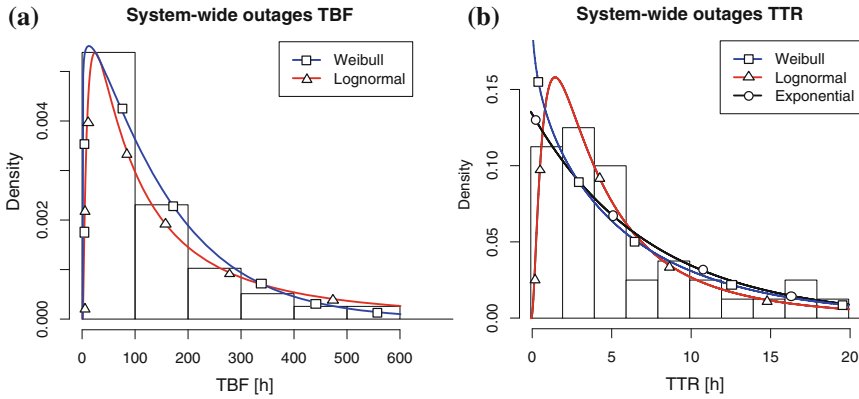 (a)
System-wide outages TBF
Weibull
Lognormal
Density
0.000
0.002
0.004
0 100 200 300 400 500 600
TBF [h]
(b)
System-wide outages TTR
Weibull
Lognormal
Exponential
Density
0.00
0.05
0.10
0.15
0 5 10 15 20
TTR [h]